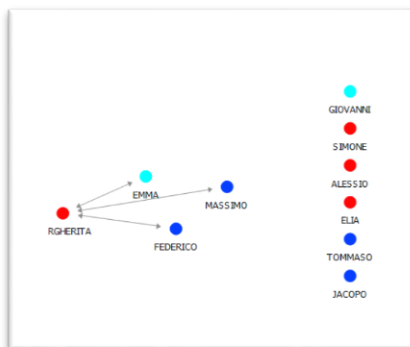 GIOVANNI
SIMONE
ALESSIO
EMMA
MASSIMO
ELIA
RGHERITA
FEDERICO
TOMMASO
JACOPO